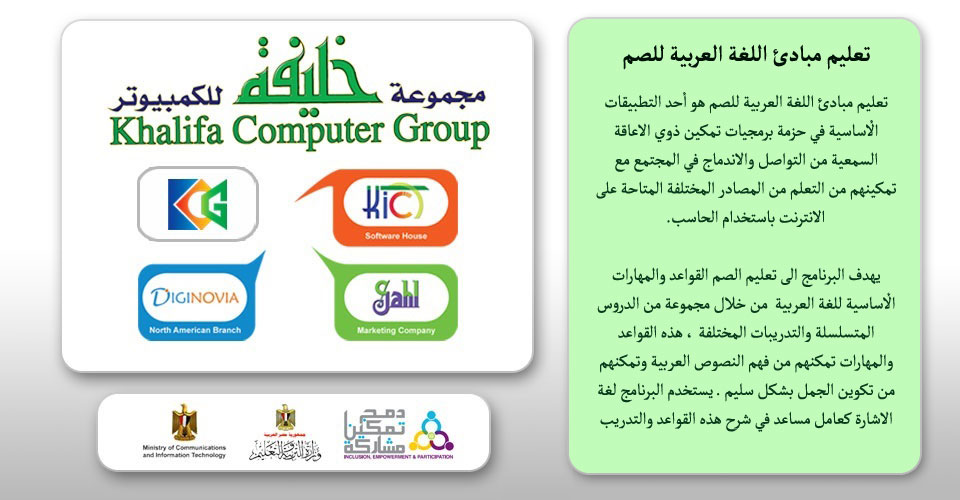 خليفة
مجموعة للكمبيوتر
Khalifa Computer Group
KCG
KiCT
Software House
DIGINOVIA
North American Branch
Marketing Company
Ministry of Communications
and Information Technology
جمهورية مصر العربية
وزارة التربية والتعليم
دمج
تمكين
مشاركة
INCLUSION, EMPOWERMENT & PARTICIPATION
تعليم مبادئ اللغة العربية للصم
تعليم مبادئ اللغة العربية للصم هو أحد التطبيقات
الأساسية في حزمة برمجيات تمكين ذوي الاعاقة
السمعية من التواصل والاندماج في المجتمع مع
تمكينهم من التعلم من المصادر المختلفة المتاحة على
الانترنت باستخدام الحاسب.
يهدف البرنامج الى تعليم الصم القواعد والمهارات
الأساسية للغة العربية من خلال مجموعة من الدروس
المتسلسلة والتدريبات المختلفة ، هذه القواعد
والمهارات تمكنهم من فهم النصوص العربية وتمكنهم
من تكوين الجمل بشكل سليم . يستخدم البرنامج لغة
الاشارة كعامل مساعد في شرح هذه القواعد والتدريب